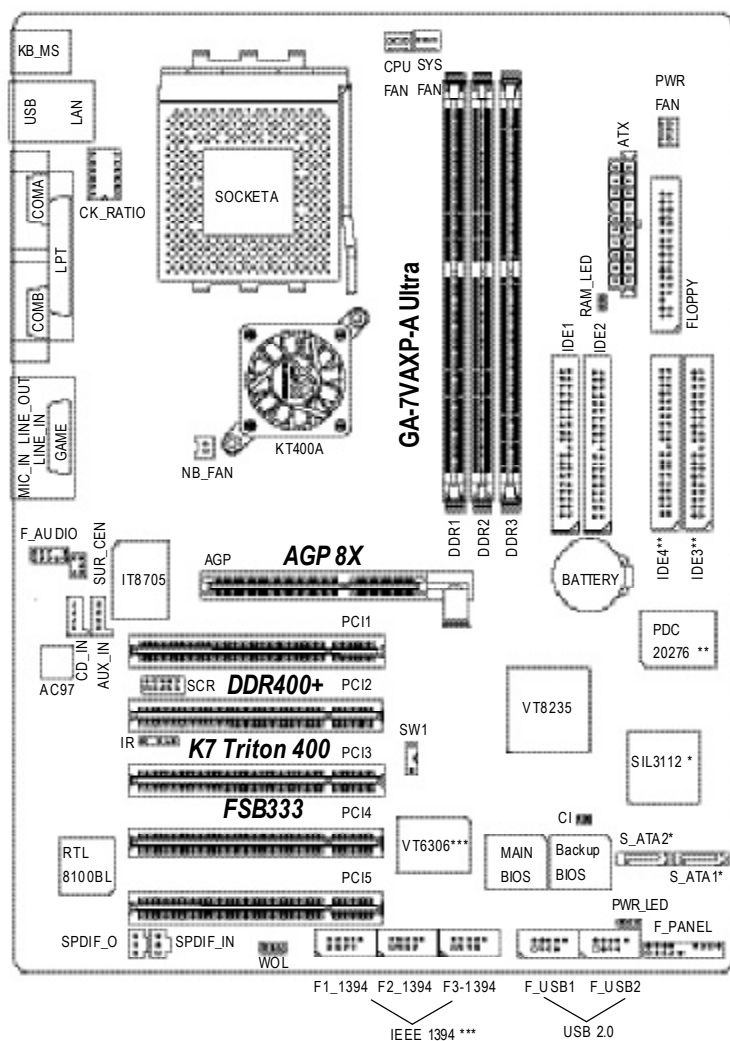 KB_MS
CPU
FAN
SYS
FAN
PWR
FAN
USB
LAN
ATX
CK_RATIO
SOCKETA
COMA
LPT
COMB
RAM_LED
FLOPPY
IDE1
IDE2
GA-7VAXP-A Ultra
MIC_IN
LINE_OUT
LINE_IN
GAME
NB_FAN
KT400A
DDR1
DDR2
DDR3
IDE4**
IDE3**
F_AUDIO
SUR_CEN
IT8705
AGP
AGP 8X
BATTERY
PDC
20276 **
CD_IN
AUX_IN
AC97
PCI1
SCR
DDR400+
PCI2
VT8235
IR
K7 Triton 400
PCI3
SW1
SIL3112 *
FSB333
PCI4
CI
VT6306***
MAIN
BIOS
Backup
BIOS
S_ATA2*
S_ATA1*
RTL
8100BL
PCI5
PWR_LED
F_PANEL
SPDIF_O
SPDIF_IN
WOL
F1_1394
F2_1394
F3-1394
F_USB1
F_USB2
IEEE 1394 ***
USB 2.0